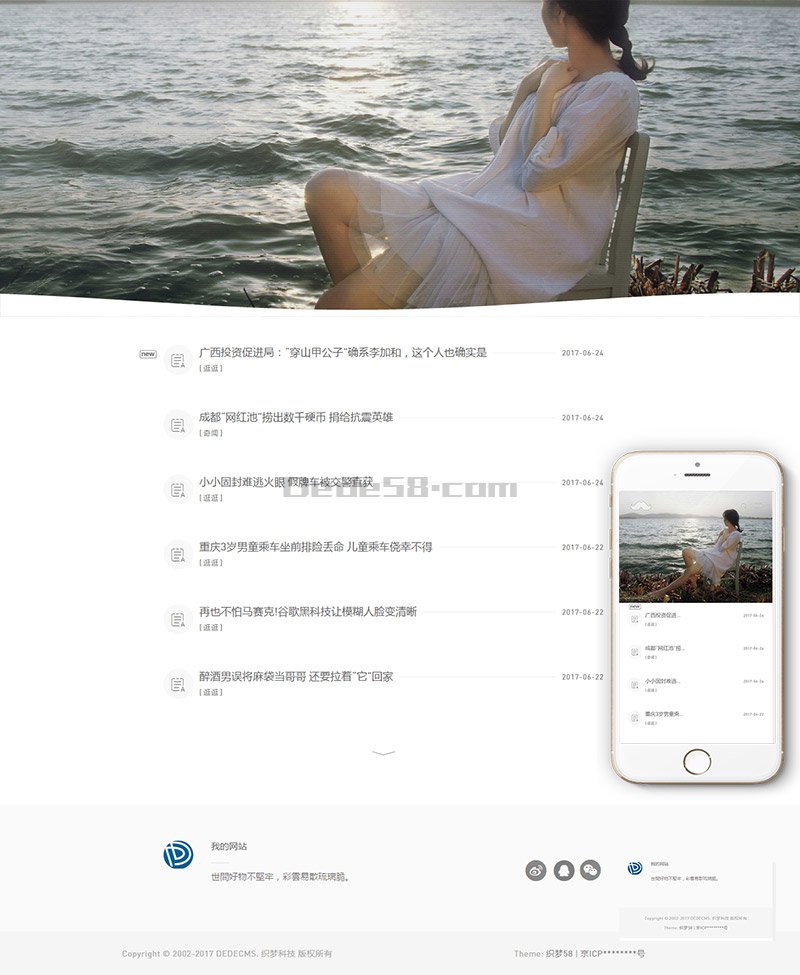 new
广西投资促进局："穿山甲公子"确系李加和，这个人也确实是
2017-06-24
[ 逛逛 ]
成都"网红池"捞出数千硬币 捐给抗震英雄
2017-06-24
[ 奇闻 ]
小小固封难逃火眼 假牌车被交警直获
2017-06-24
[ 逛逛 ]
Dede58.com
重庆3岁男童乘车坐前排险丢命 儿童乘车侥幸不得
2017-06-22
[ 逛逛 ]
再也不怕马赛克!谷歌黑科技让模糊人脸变清晰
2017-06-22
[ 逛逛 ]
醉酒男误将麻袋当哥哥 还要拉着"它"回家
2017-06-22
[ 逛逛 ]
new
广西投资促进...
2017-06-24
[ 逛逛 ]
成都"网红池"捞...
2017-06-24
[ 奇闻 ]
小小固封难逃...
2017-06-24
[ 逛逛 ]
重庆3岁男童乘...
2017-06-22
[ 逛逛 ]
我的网站
世間好物不堅牢，彩雲易散琉璃脆。
我的网站
世間好物不堅牢，彩雲易散琉璃脆。
Copyright © 2002-2017 DEDECMS. 织梦科技 版权所有
Theme: 织梦58 | 京ICP********号
Copyright © 2002-2017 DEDECMS. 织梦科技 版权所有
Theme: 织梦58 | 京ICP********号